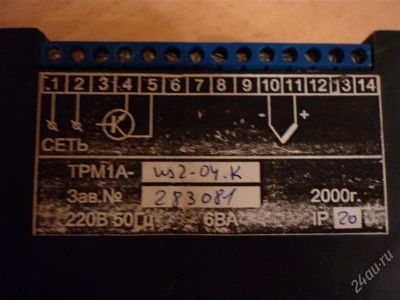 1 2 3 4 5 6 7 8 9 10 11 12 13 14
K - +
СЕТЬ
ТРМ1А- щ2-04.К
Зав.№ 283081 2000г.
220В 50Гц 6ВА IP 20
24au.ru